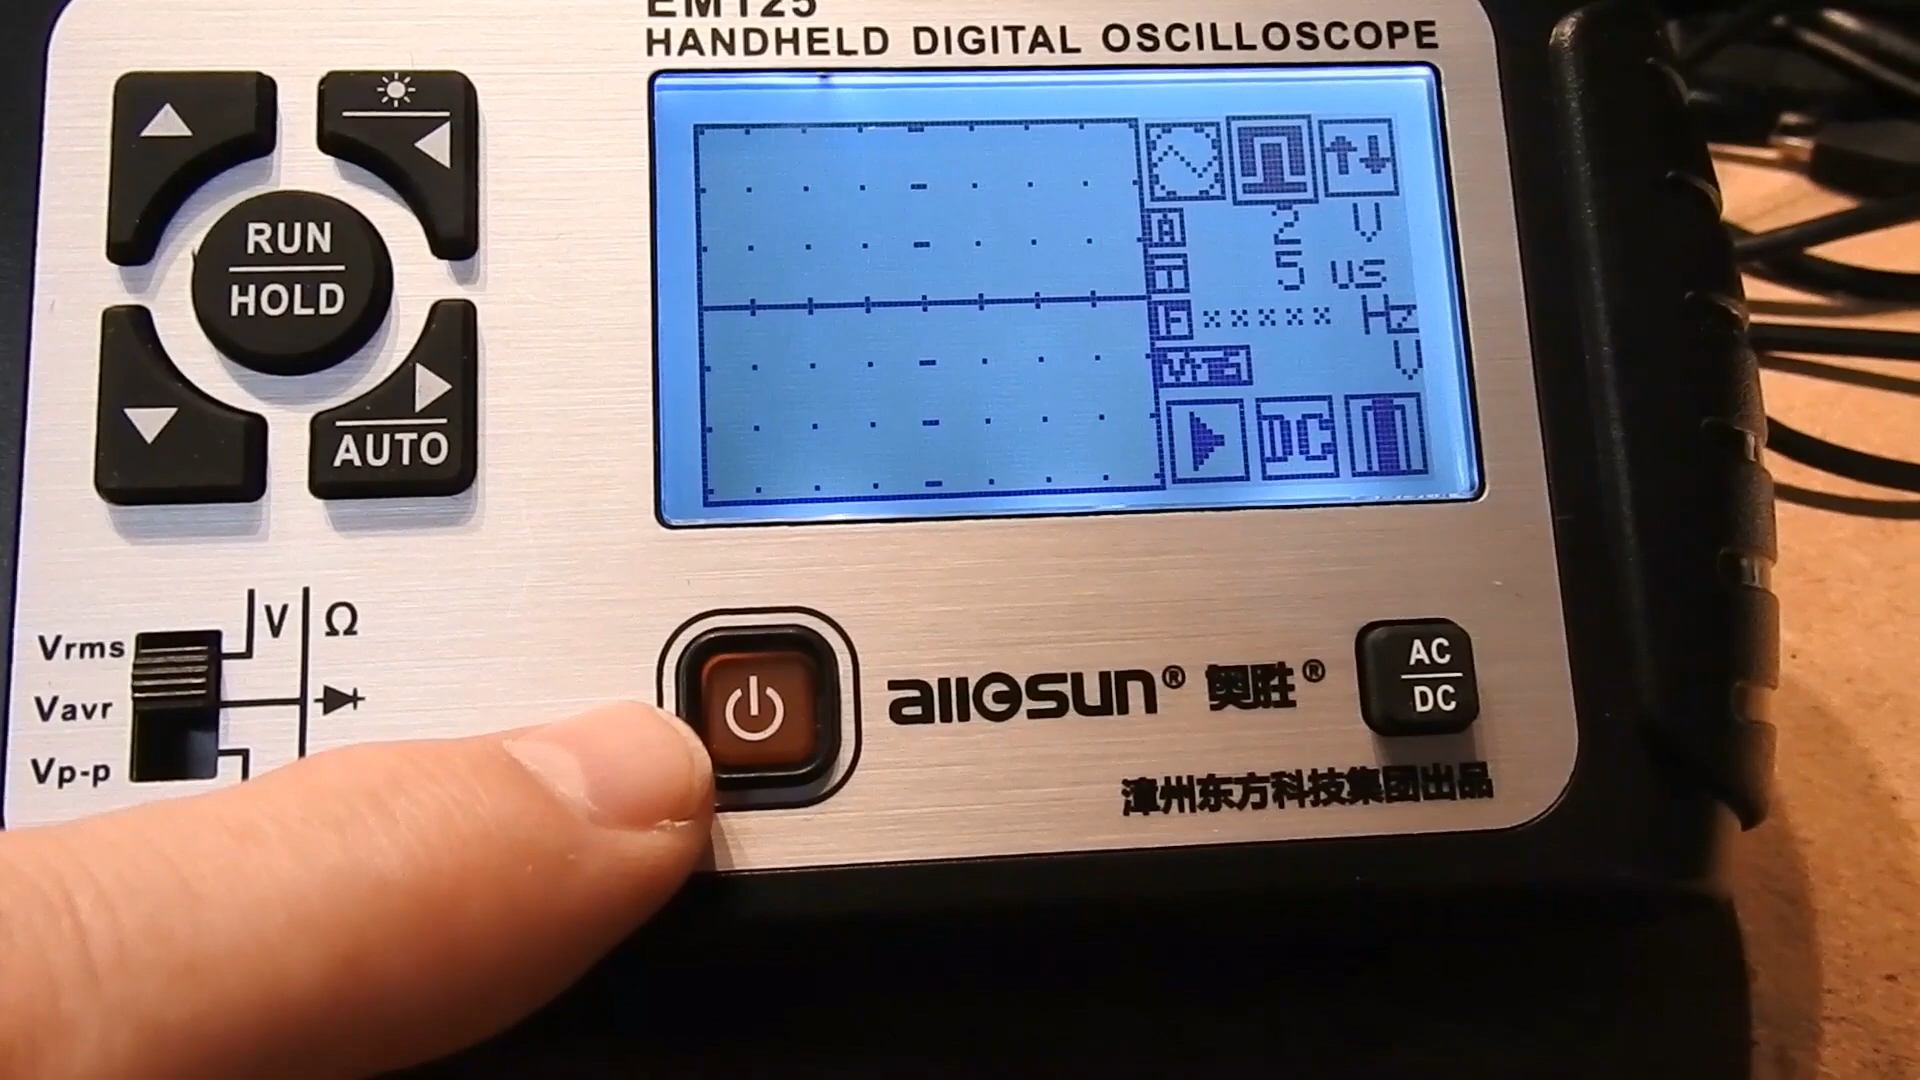 EM125
HANDHELD DIGITAL OSCILLOSCOPE
RUN
HOLD
AUTO
2 V
A
5 us
T
F ××××× Hz
V
DC
V Ω
Vrms
Vavr
Vp-p
allosun® 奥胜®
AC
DC
漳州东方科技集团出品